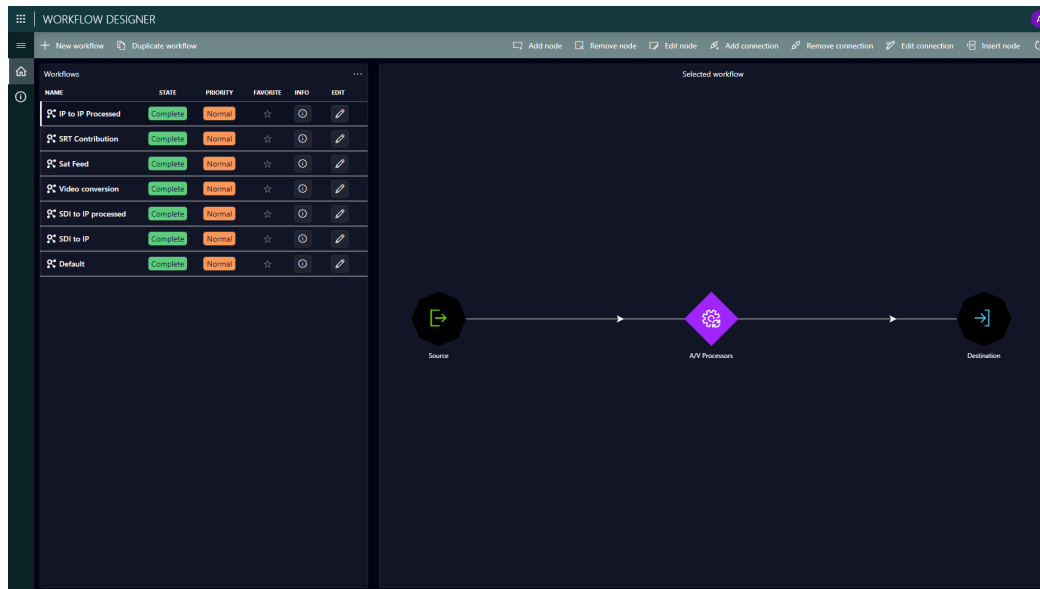 WORKFLOW DESIGNER
New workflow Duplicate workflow Add node Remove node Edit node Add connection Remove connection Edit connection Insert node
Workflows ...
Selected workflow
NAME STATE PRIORITY FAVORITE INFO EDIT
IP to IP Processed Complete Normal
SRT Contribution Complete Normal
Sat Feed Complete Normal
Video conversion Complete Normal
SDI to IP processed Complete Normal
SDI to IP Complete Normal
Default Complete Normal
Source A/V Processors Destination